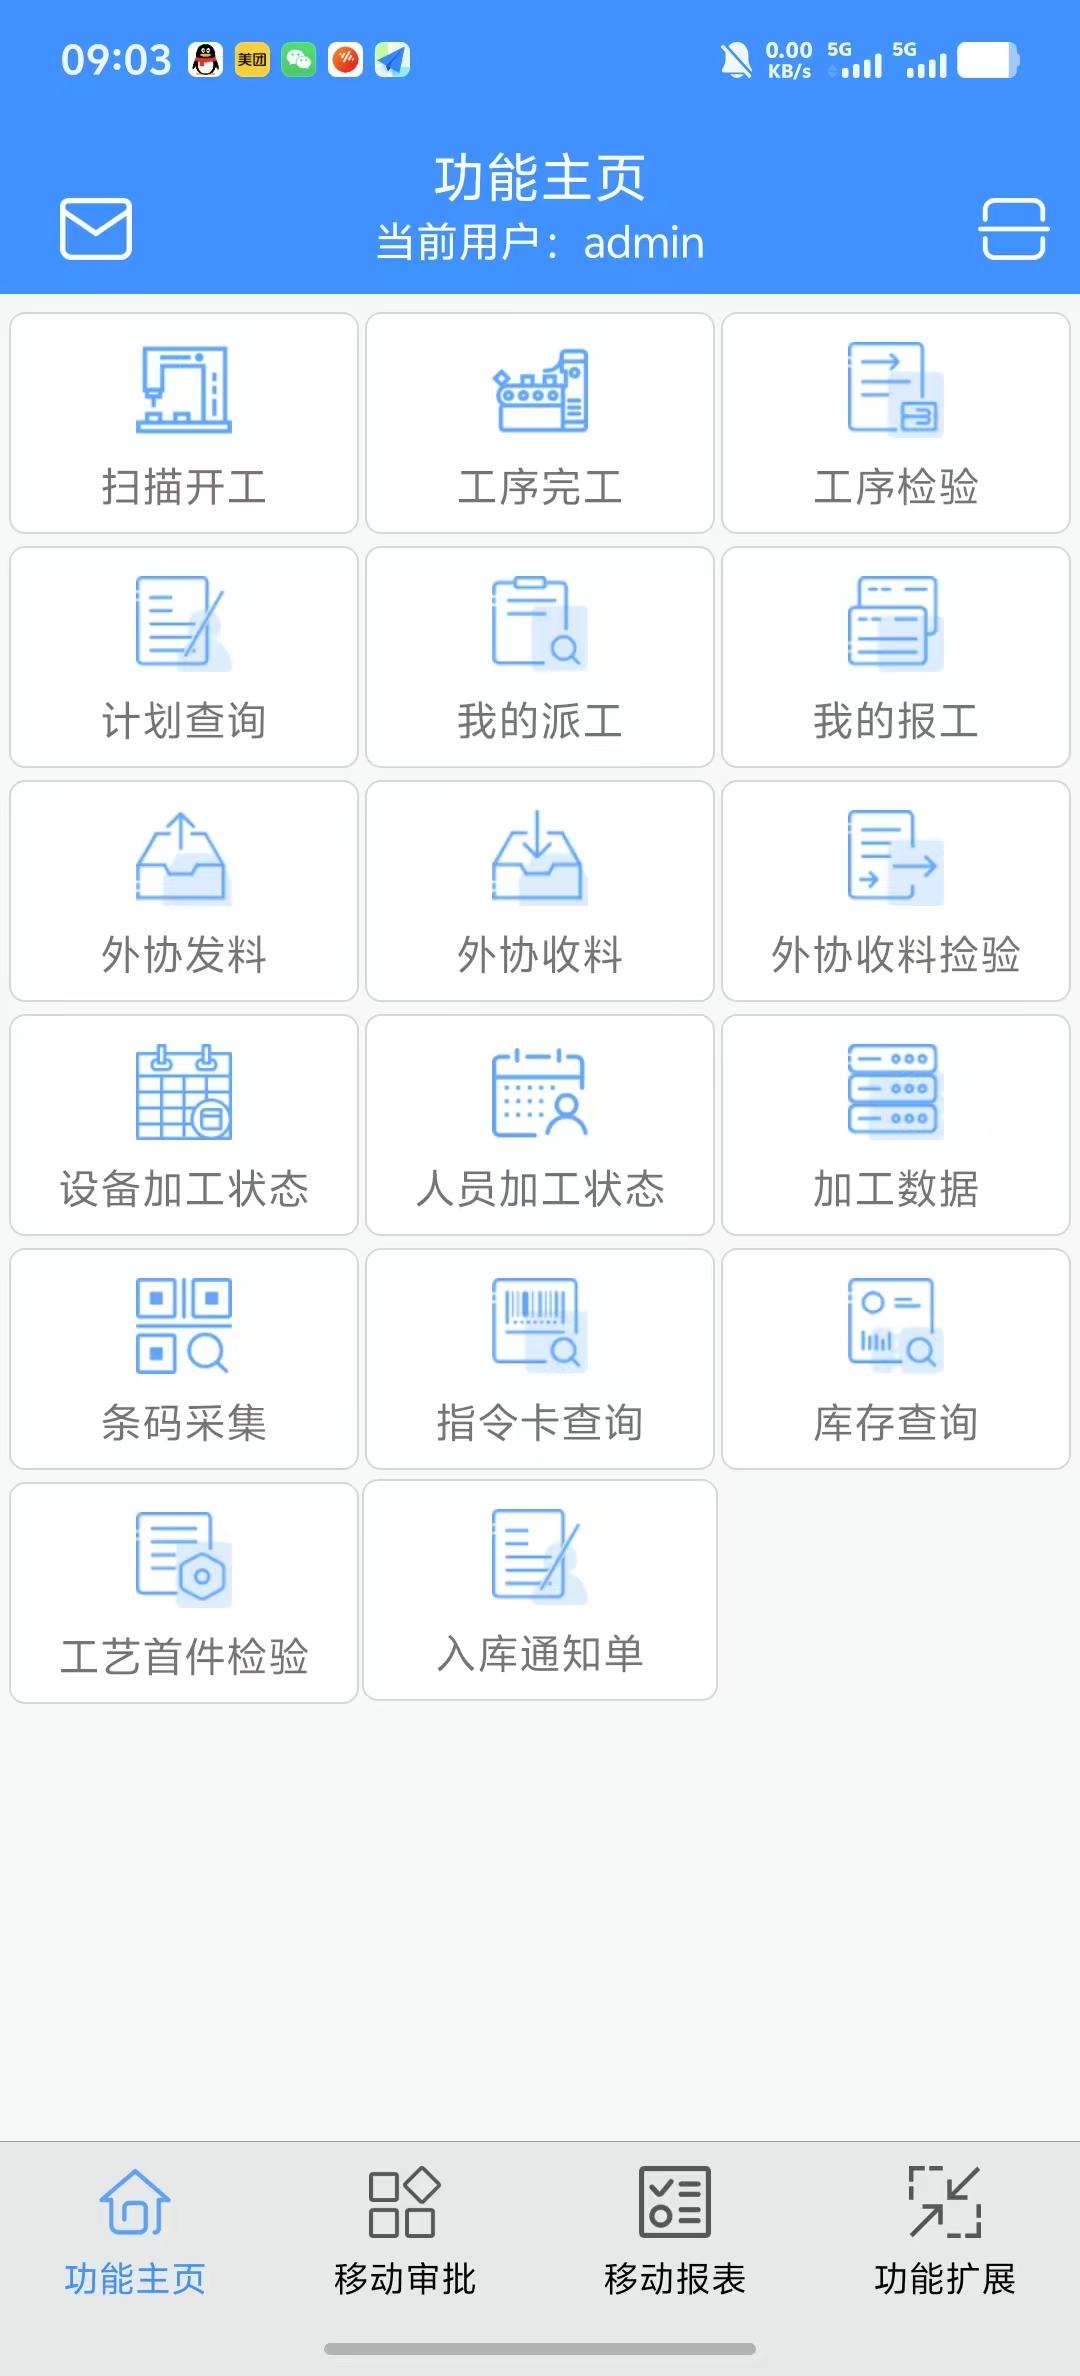 09:03 美团 0.00 KB/s 5G 5G
功能主页
当前用户：admin
扫描开工 工序完工 工序检验
计划查询 我的派工 我的报工
外协发料 外协收料 外协收料捡验
设备加工状态 人员加工状态 加工数据
条码采集 指令卡查询 库存查询
工艺首件检验 入库通知单
功能主页 移动审批 移动报表 功能扩展